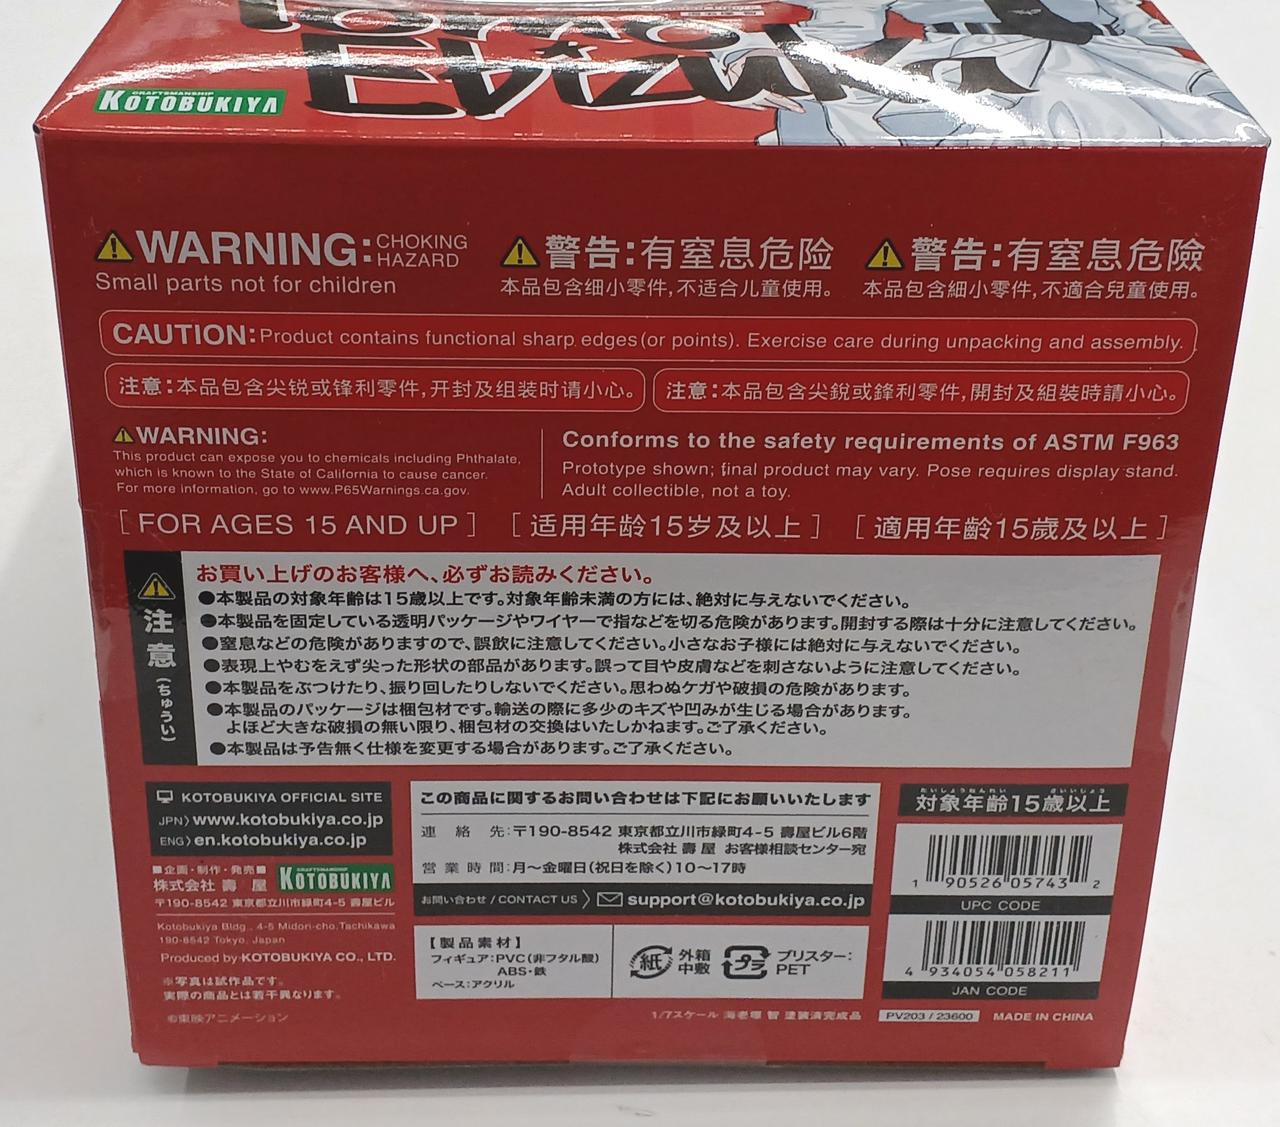 Ebizuka
CRAFTSMANSHIP
KOTOBUKIYA
WARNING: CHOKING HAZARD
Small parts not for children
警告:有窒息危险
本品包含细小零件,不适合儿童使用。
警告:有窒息危險
本品包含細小零件,不適合兒童使用。
CAUTION:Product contains functional sharp edges(or points). Exercise care during unpacking and assembly.
注意:本品包含尖锐或锋利零件,开封及组装时请小心。
注意:本品包含尖銳或鋒利零件,開封及組裝時請小心。
WARNING:
This product can expose you to chemicals including Phthalate,
which is known to the State of California to cause cancer.
For more information, go to www.P65Warnings.ca.gov.
Conforms to the safety requirements of ASTM F963
Prototype shown; final product may vary. Pose requires display stand.
Adult collectible, not a toy.
[ FOR AGES 15 AND UP ]
[ 适用年龄15岁及以上 ]
[ 適用年齡15歲及以上 ]
注意(ちゅうい)
お買い上げのお客様へ、必ずお読みください。
●本製品の対象年齢は15歳以上です。対象年齢未満の方には、絶対に与えないでください。
●本製品を固定している透明パッケージやワイヤーで指などを切る危険があります。開封する際は十分に注意してください。
●窒息などの危険がありますので、誤飲に注意してください。小さなお子様には絶対に与えないでください。
●表現上やむをえず尖った形状の部品があります。誤って目や皮膚などを刺さないように注意してください。
●本製品をぶつけたり、振り回したりしないでください。思わぬケガや破損の危険があります。
●本製品のパッケージは梱包材です。輸送の際に多少のキズや凹みが生じる場合があります。
よほど大きな破損の無い限り、梱包材の交換はいたしかねます。ご了承ください。
●本製品は予告無く仕様を変更する場合があります。ご了承ください。
KOTOBUKIYA OFFICIAL SITE
JPN〉www.kotobukiya.co.jp
ENG〉en.kotobukiya.co.jp
■企画・制作・発売■
株式会社 壽 屋
CRAFTSMANSHIP
KOTOBUKIYA
〒190-8542 東京都立川市緑町4-5 壽屋ビル
Kotobukiya Bldg., 4-5 Midori-cho,Tachikawa
190-8542 Tokyo, Japan
Produced by KOTOBUKIYA CO., LTD.
※写真は試作品です。
実際の商品とは若干異なります。
©東映アニメーション
この商品に関するお問い合わせは下記にお願いいたします
連絡先:〒190-8542 東京都立川市緑町4-5 壽屋ビル6階
株式会社 壽 屋 お客様相談センター宛
営業時間:月〜金曜日(祝日を除く)10〜17時
お問い合わせ / CONTACT US 〉 support@kotobukiya.co.jp
【製品素材】
フィギュア:PVC(非フタル酸)
ABS・鉄
ベース:アクリル
紙
外箱
中敷
プラ
ブリスター:
PET
1/7スケール 海老塚 智 塗装済完成品
たいしょうねんれい さいいじょう
対象年齢15歳以上
1 90526 05743 2
UPC CODE
4 934054 058211
JAN CODE
PV203 / 23600
MADE IN CHINA